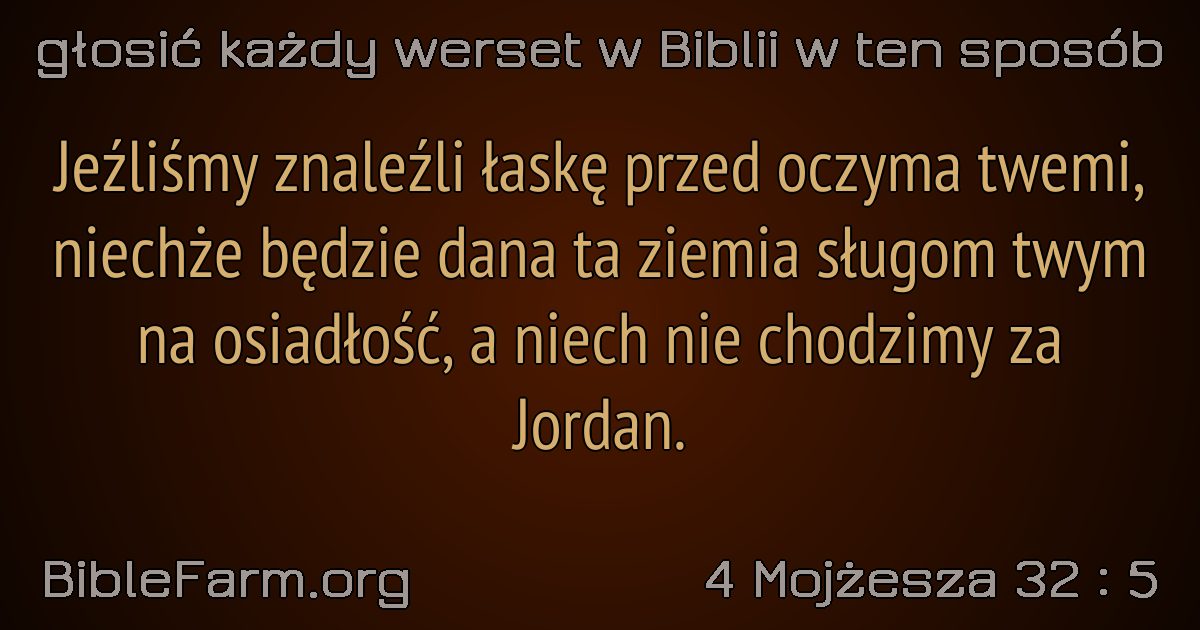 głosić każdy werset w Biblii w ten sposób
Jeźliśmy znaleźli łaskę przed oczyma twemi,
niechże będzie dana ta ziemia sługom twym
na osiadłość, a niech nie chodzimy za
Jordan.
BibleFarm.org
4 Mojżesza 32 : 5